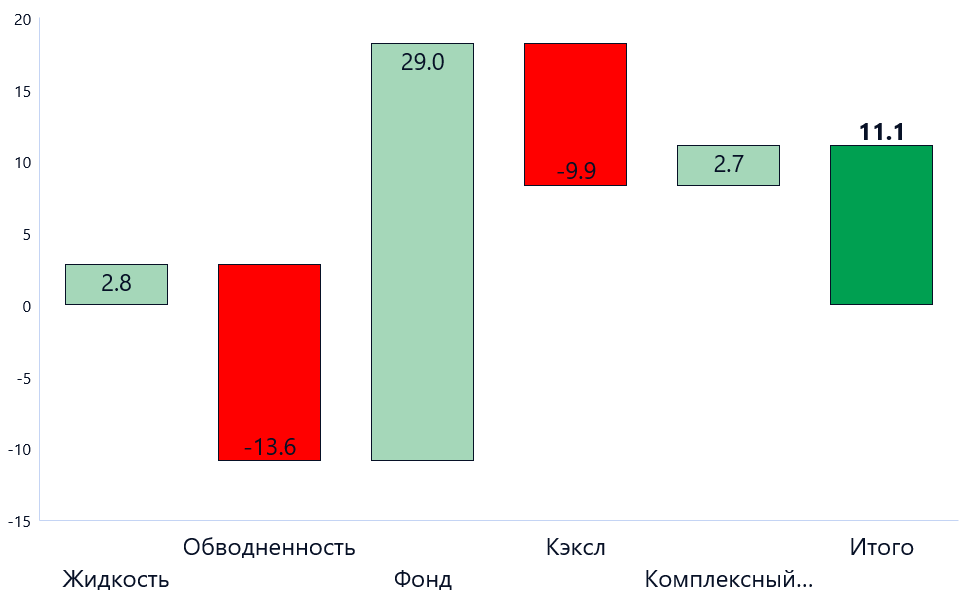 20
15
10
5
0
-5
-10
-15
2.8
-13.6
29.0
-9.9
2.7
11.1
Обводненность
Кэксл
Итого
Жидкость
Фонд
Комплексный...